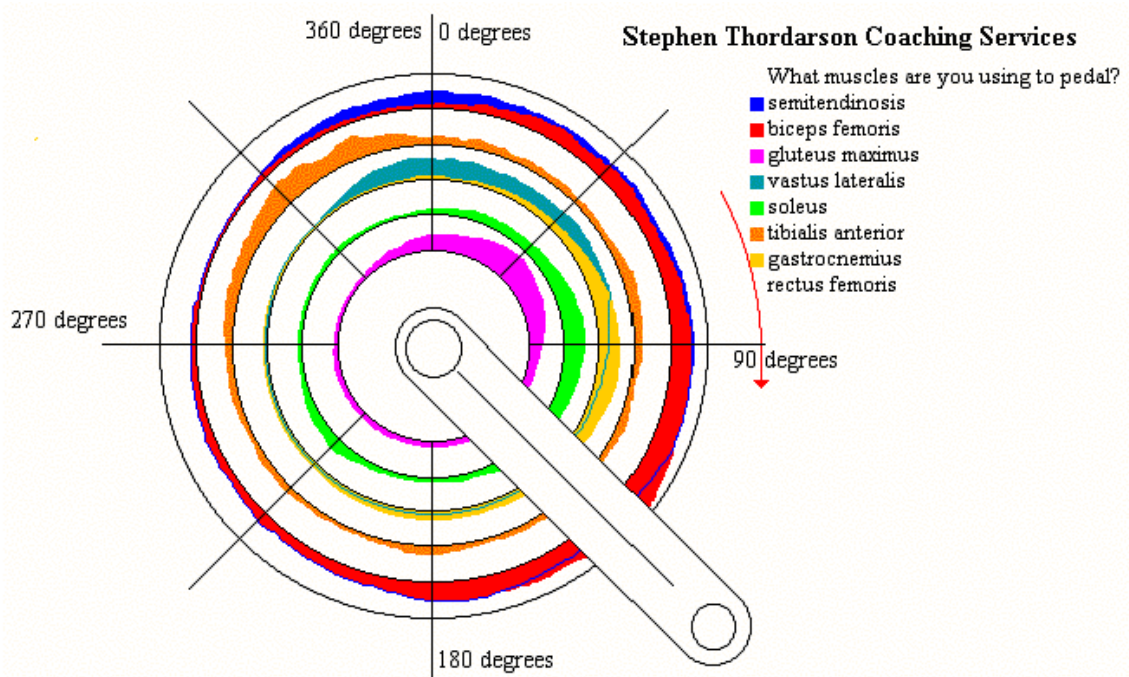 360 degrees
0 degrees
Stephen Thordarson Coaching Services
What muscles are you using to pedal?
semitendinosis
biceps femoris
gluteus maximus
vastus lateralis
soleus
tibialis anterior
gastrocnemius
rectus femoris
270 degrees
90 degrees
180 degrees